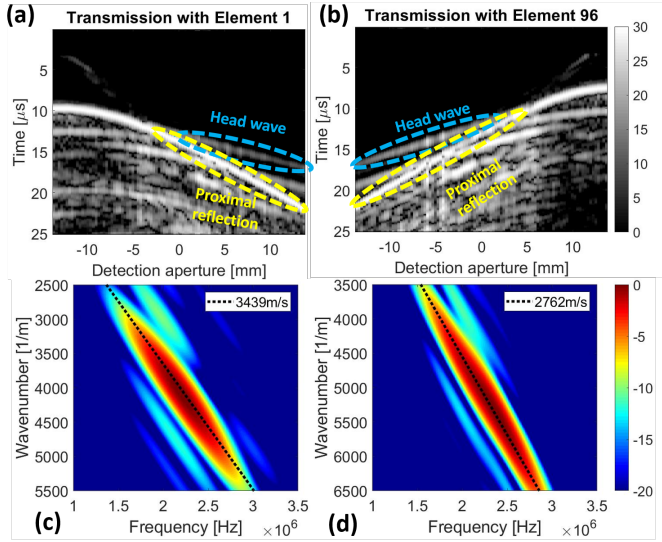 (a)
Transmission with Element 1
(b)
Transmission with Element 96
Time [μs]
5
10
15
20
25
Head wave
Proximal
reflection
-10
-5
0
5
10
Detection aperture [mm]
Time [μs]
5
10
15
20
25
Head wave
Proximal
reflection
-10
-5
0
5
10
Detection aperture [mm]
30
25
20
15
10
5
0
Wavenumber [1/m]
2500
3000
3500
4000
4500
5000
5500
3439m/s
1
1.5
2
2.5
3
3.5
Frequency [Hz]
×10⁶
(c)
Wavenumber [1/m]
3500
4000
4500
5000
5500
6000
6500
2762m/s
1
1.5
2
2.5
3
3.5
Frequency [Hz]
×10⁶
(d)
0
-5
-10
-15
-20